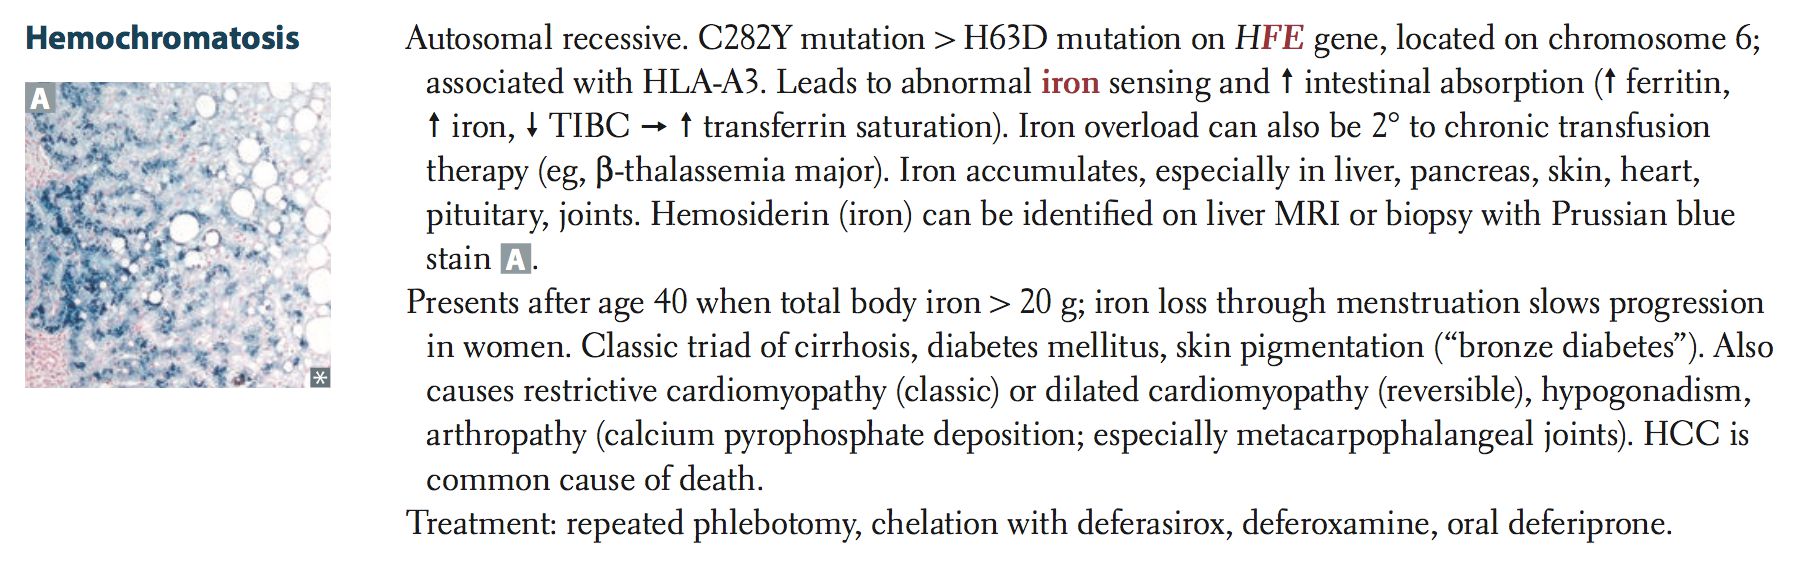 Hemochromatosis
A
*
Autosomal recessive. C282Y mutation > H63D mutation on HFE gene, located on chromosome 6;
associated with HLA-A3. Leads to abnormal iron sensing and ↑ intestinal absorption (↑ ferritin,
↑ iron, ↓ TIBC → ↑ transferrin saturation). Iron overload can also be 2° to chronic transfusion
therapy (eg, β-thalassemia major). Iron accumulates, especially in liver, pancreas, skin, heart,
pituitary, joints. Hemosiderin (iron) can be identified on liver MRI or biopsy with Prussian blue
stain A.
Presents after age 40 when total body iron > 20 g; iron loss through menstruation slows progression
in women. Classic triad of cirrhosis, diabetes mellitus, skin pigmentation (“bronze diabetes”). Also
causes restrictive cardiomyopathy (classic) or dilated cardiomyopathy (reversible), hypogonadism,
arthropathy (calcium pyrophosphate deposition; especially metacarpophalangeal joints). HCC is
common cause of death.
Treatment: repeated phlebotomy, chelation with deferasirox, deferoxamine, oral deferiprone.